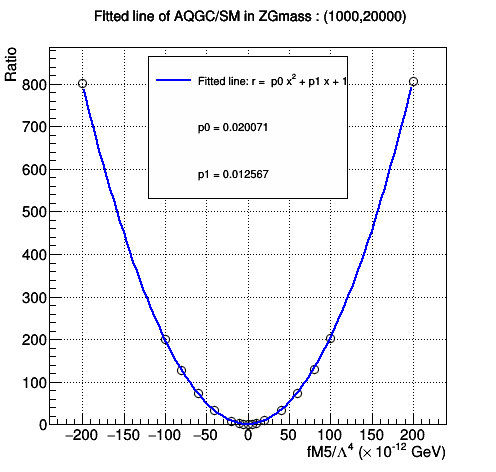 FItted line of AQGC/SM in ZGmass : (1000,20000)
Ratio
Fitted line: r = p0 x² + p1 x + 1
p0 = 0.020071
p1 = 0.012567
800
700
600
500
400
300
200
100
0
−200 −150 −100 −50 0 50 100 150 200
fM5/Λ⁴ (× 10⁻¹² GeV)